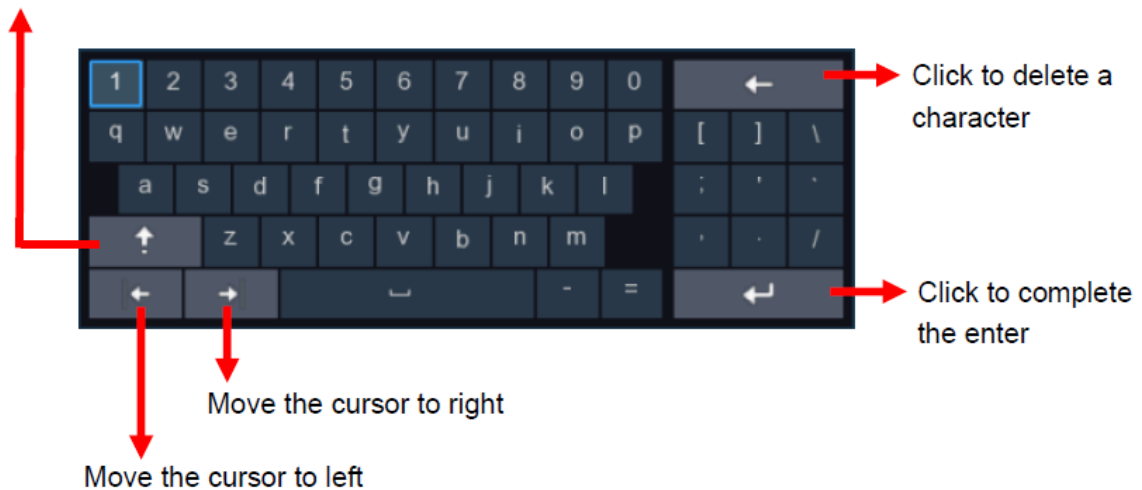 1 2 3 4 5 6 7 8 9 0 ←
Click to delete a
character
q w e r t y u i o p [ ] \
a s d f g h j k l ; ' `
z x c v b n m , . /
← → - = ↵
Click to complete
the enter
Move the cursor to right
Move the cursor to left